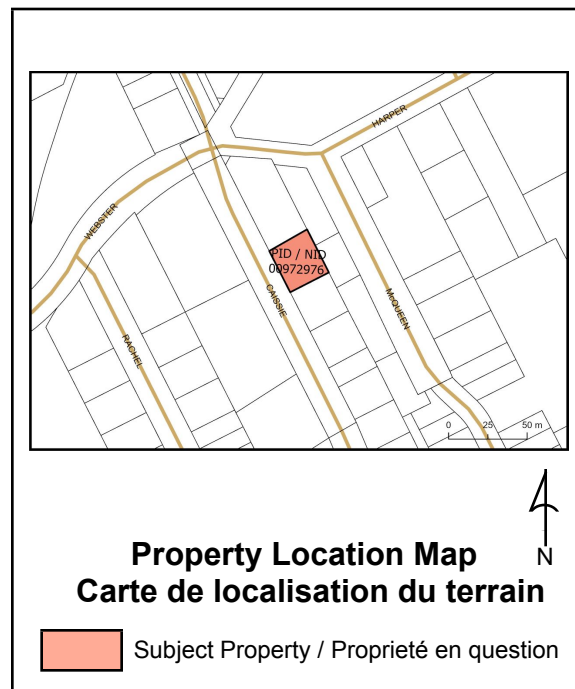 HARPER
WEBSTER
PID / NID
00972976
CAISSIE
McQUEEN
RACHEL
0 25 50 m
N
Property Location Map
Carte de localisation du terrain
Subject Property / Proprieté en question